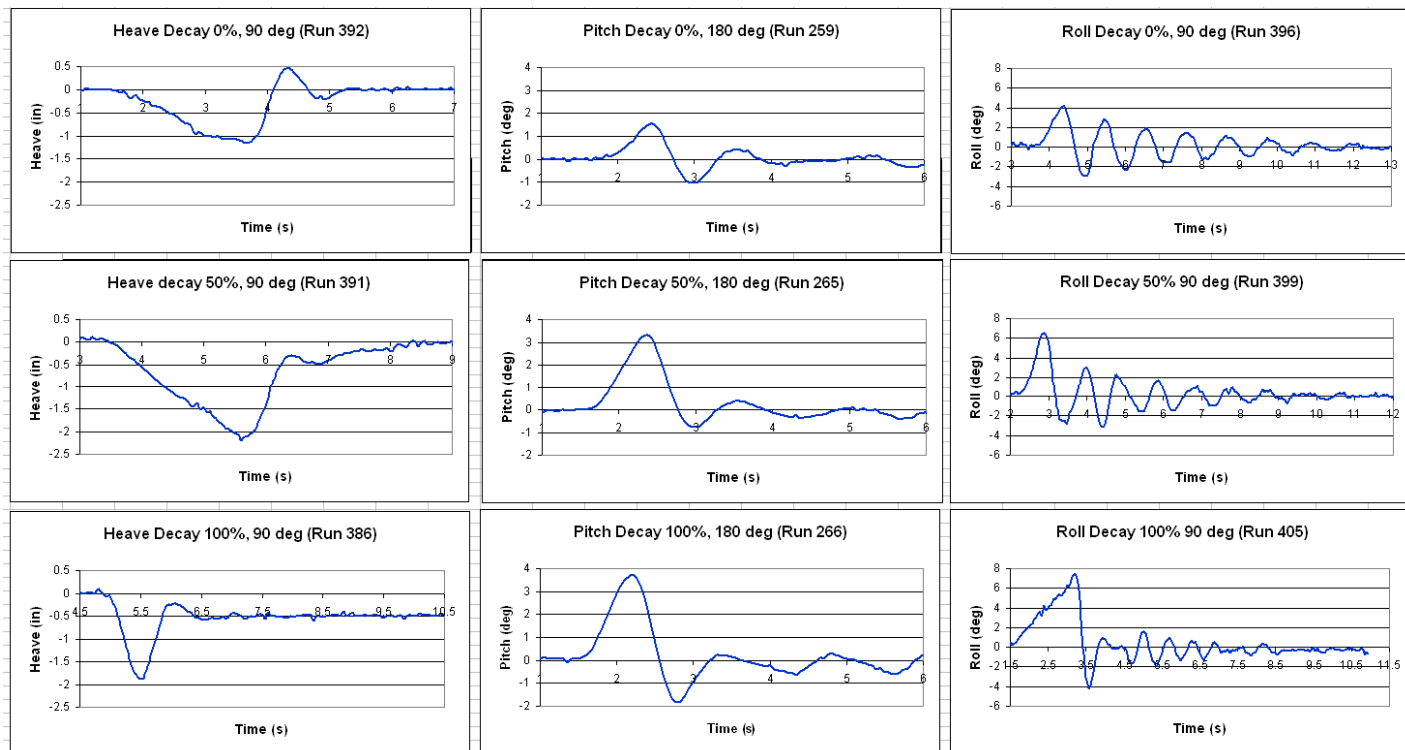 Heave Decay 0%, 90 deg (Run 392)
Heave (in)
0.5
0
-0.5
-1
-1.5
-2
-2.5
1 2 3 4 5 6 7
Time (s)
Pitch Decay 0%, 180 deg (Run 259)
Pitch (deg)
4
3
2
1
0
-1
-2
1 2 3 4 5 6
Time (s)
Roll Decay 0%, 90 deg (Run 396)
Roll (deg)
8
6
4
2
0
-2
-4
-6
3 4 5 6 7 8 9 10 11 12 13
Time (s)
Heave decay 50%, 90 deg (Run 391)
Heave (in)
0.5
0
-0.5
-1
-1.5
-2
-2.5
3 4 5 6 7 8 9
Time (s)
Pitch Decay 50%, 180 deg (Run 265)
Pitch (deg)
4
3
2
1
0
-1
-2
1 2 3 4 5 6
Time (s)
Roll Decay 50% 90 deg (Run 399)
Roll (deg)
8
6
4
2
0
-2
-4
-6
2 3 4 5 6 7 8 9 10 11 12
Time (s)
Heave Decay 100%, 90 deg (Run 386)
Heave (in)
0.5
0
-0.5
-1
-1.5
-2
-2.5
4.5 5.5 6.5 7.5 8.5 9.5 10.5
Time (s)
Pitch Decay 100%, 180 deg (Run 266)
Pitch (deg)
4
3
2
1
0
-1
-2
1 2 3 4 5 6
Time (s)
Roll Decay 100% 90 deg (Run 405)
Roll (deg)
8
6
4
2
0
-2
-4
-6
1.5 2.5 3.5 4.5 5.5 6.5 7.5 8.5 9.5 10.5 11.5
Time (s)